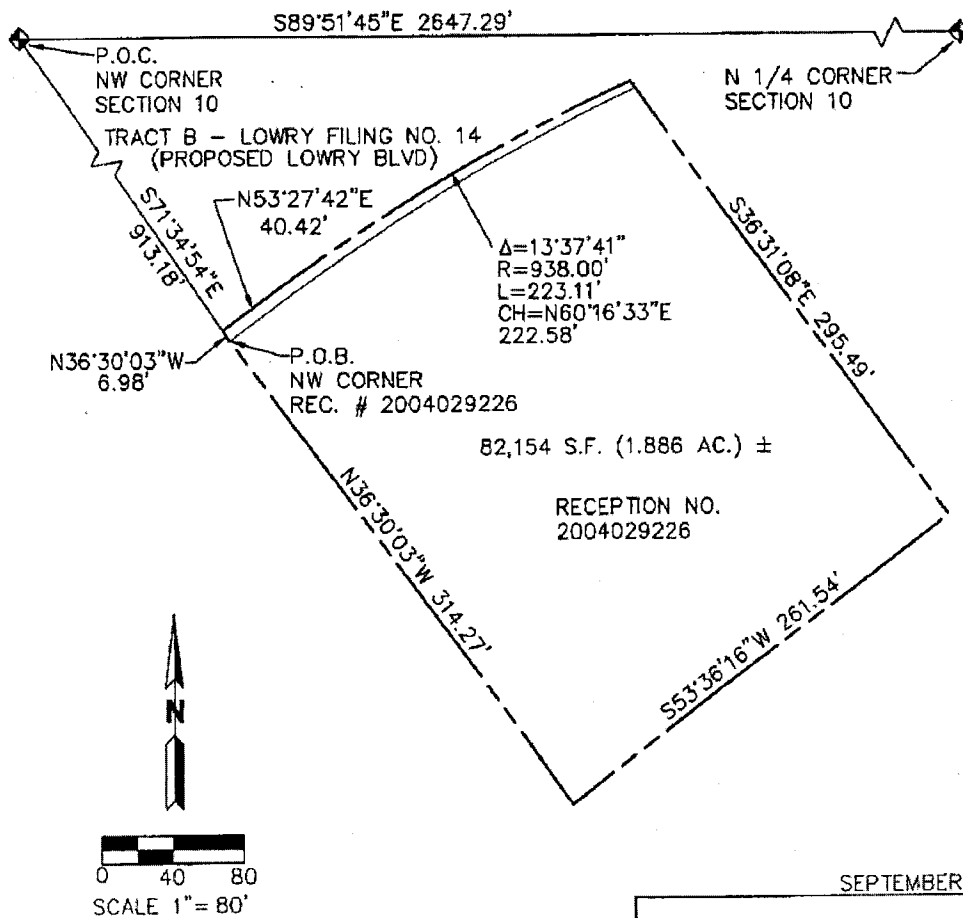 S89°51'45"E 2647.29'
P.O.C.
NW CORNER
SECTION 10
N 1/4 CORNER
SECTION 10
TRACT B – LOWRY FILING NO. 14
(PROPOSED LOWRY BLVD)
S71°34'54"E
913.18'
N53°27'42"E
40.42'
Δ=13°37'41"
R=938.00'
L=223.11'
CH=N60°16'33"E
222.58'
S36°31'08"E 295.49'
N36°30'03"W
6.98'
P.O.B.
NW CORNER
REC. # 2004029226
82,154 S.F. (1.886 AC.) ±
RECEPTION NO.
2004029226
N36°30'03"W 314.27'
S53°36'16"W 261.54'
N
0 40 80
SCALE 1"= 80'
SEPTEMBER